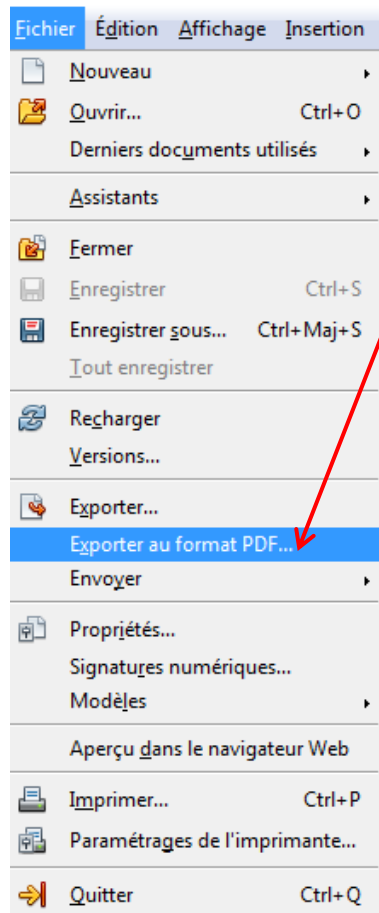 Fichier Édition Affichage Insertion
Nouveau
Ouvrir... Ctrl+O
Derniers documents utilisés
Assistants
Fermer
Enregistrer Ctrl+S
Enregistrer sous... Ctrl+Maj+S
Tout enregistrer
Recharger
Versions...
Exporter...
Exporter au format PDF...
Envoyer
Propriétés...
Signatures numériques...
Modèles
Aperçu dans le navigateur Web
Imprimer... Ctrl+P
Paramétrages de l'imprimante...
Quitter Ctrl+Q